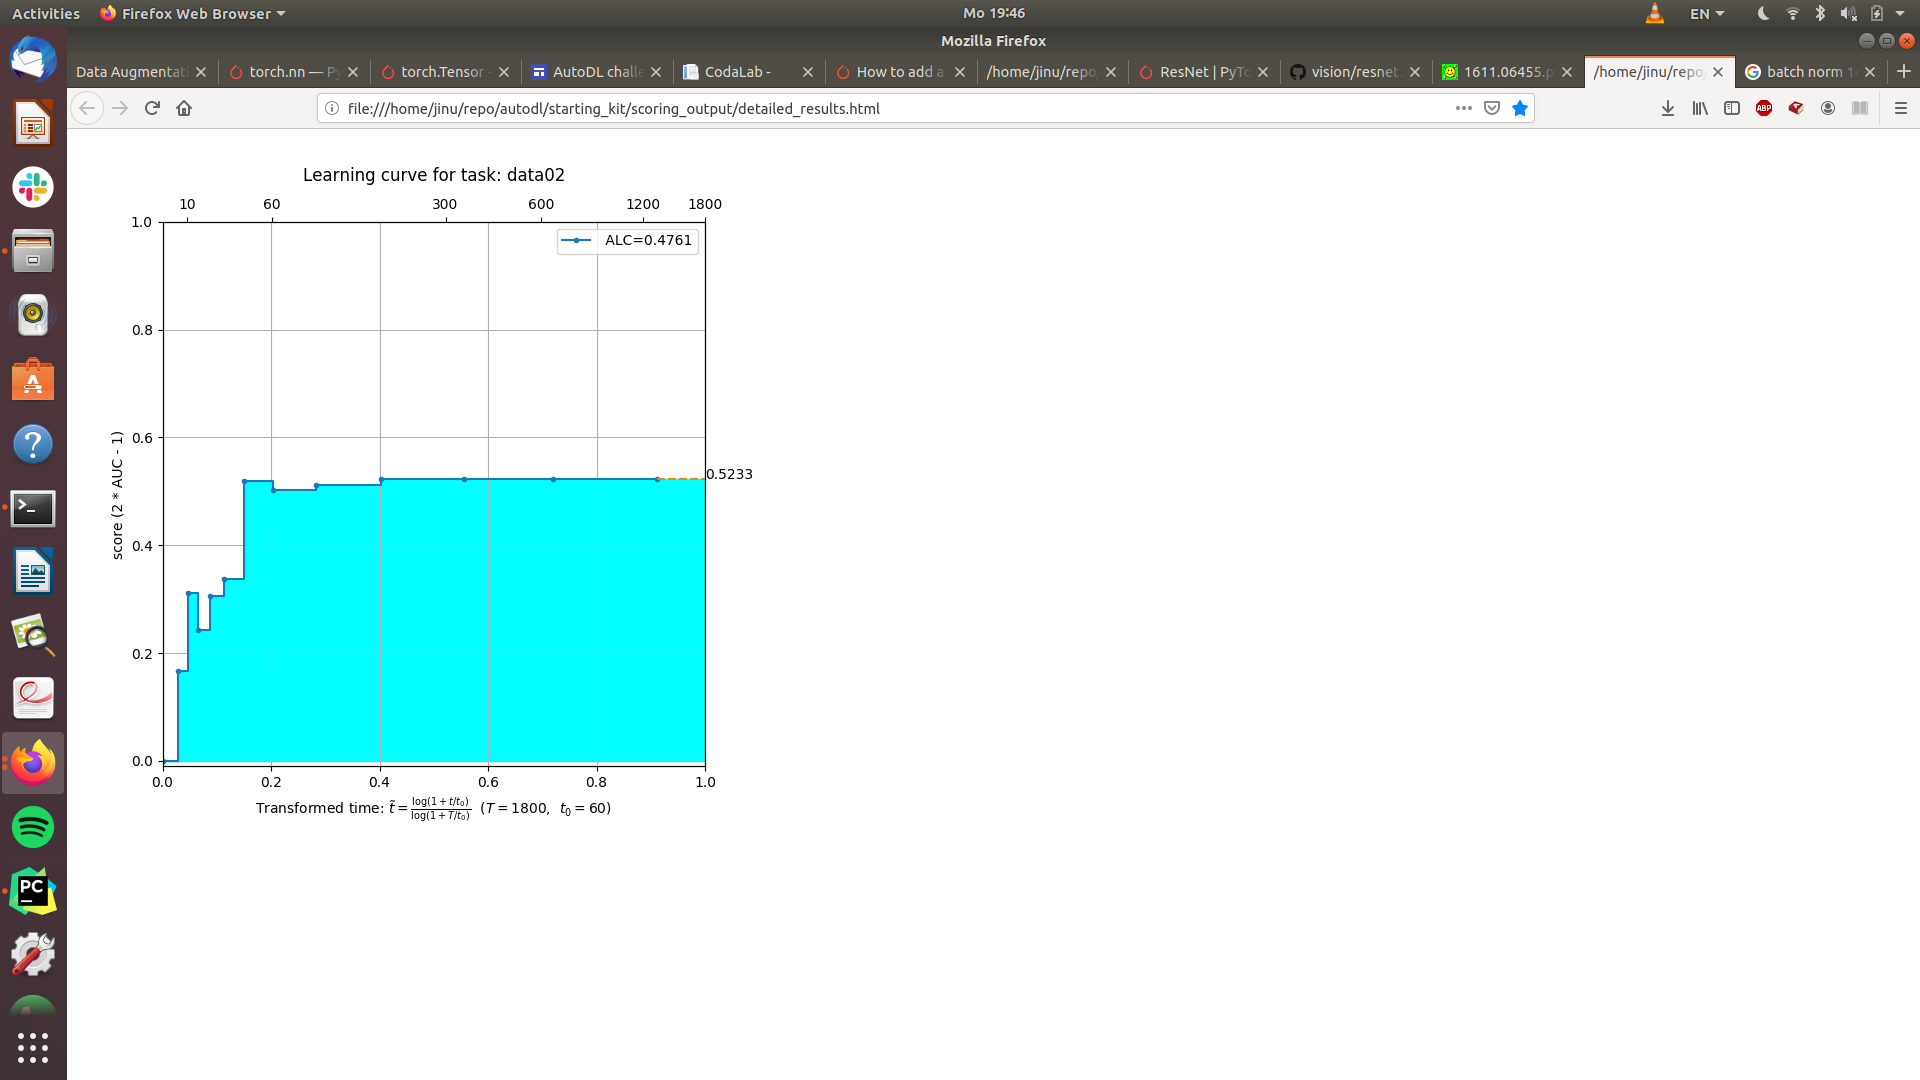 Activities Firefox Web Browser Mo 19:46 EN
Mozilla Firefox
Data Augmentat torch.nn — Py torch.Tensor - AutoDL challe CodaLab - How to add a /home/jinu/repo/ ResNet | PyTo vision/resnet. 1611.06455.p /home/jinu/repo/ batch norm 1
file:///home/jinu/repo/autodl/starting_kit/scoring_output/detailed_results.html ABP
Learning curve for task: data02
10 60 300 600 1200 1800
1.0
ALC=0.4761
0.8
0.6
0.5233
score (2 * AUC - 1)
0.4
0.2
0.0
0.0 0.2 0.4 0.6 0.8 1.0
Transformed time: t̃ = log(1 + t/t₀) / log(1 + T/t₀) (T = 1800, t₀ = 60)
PC